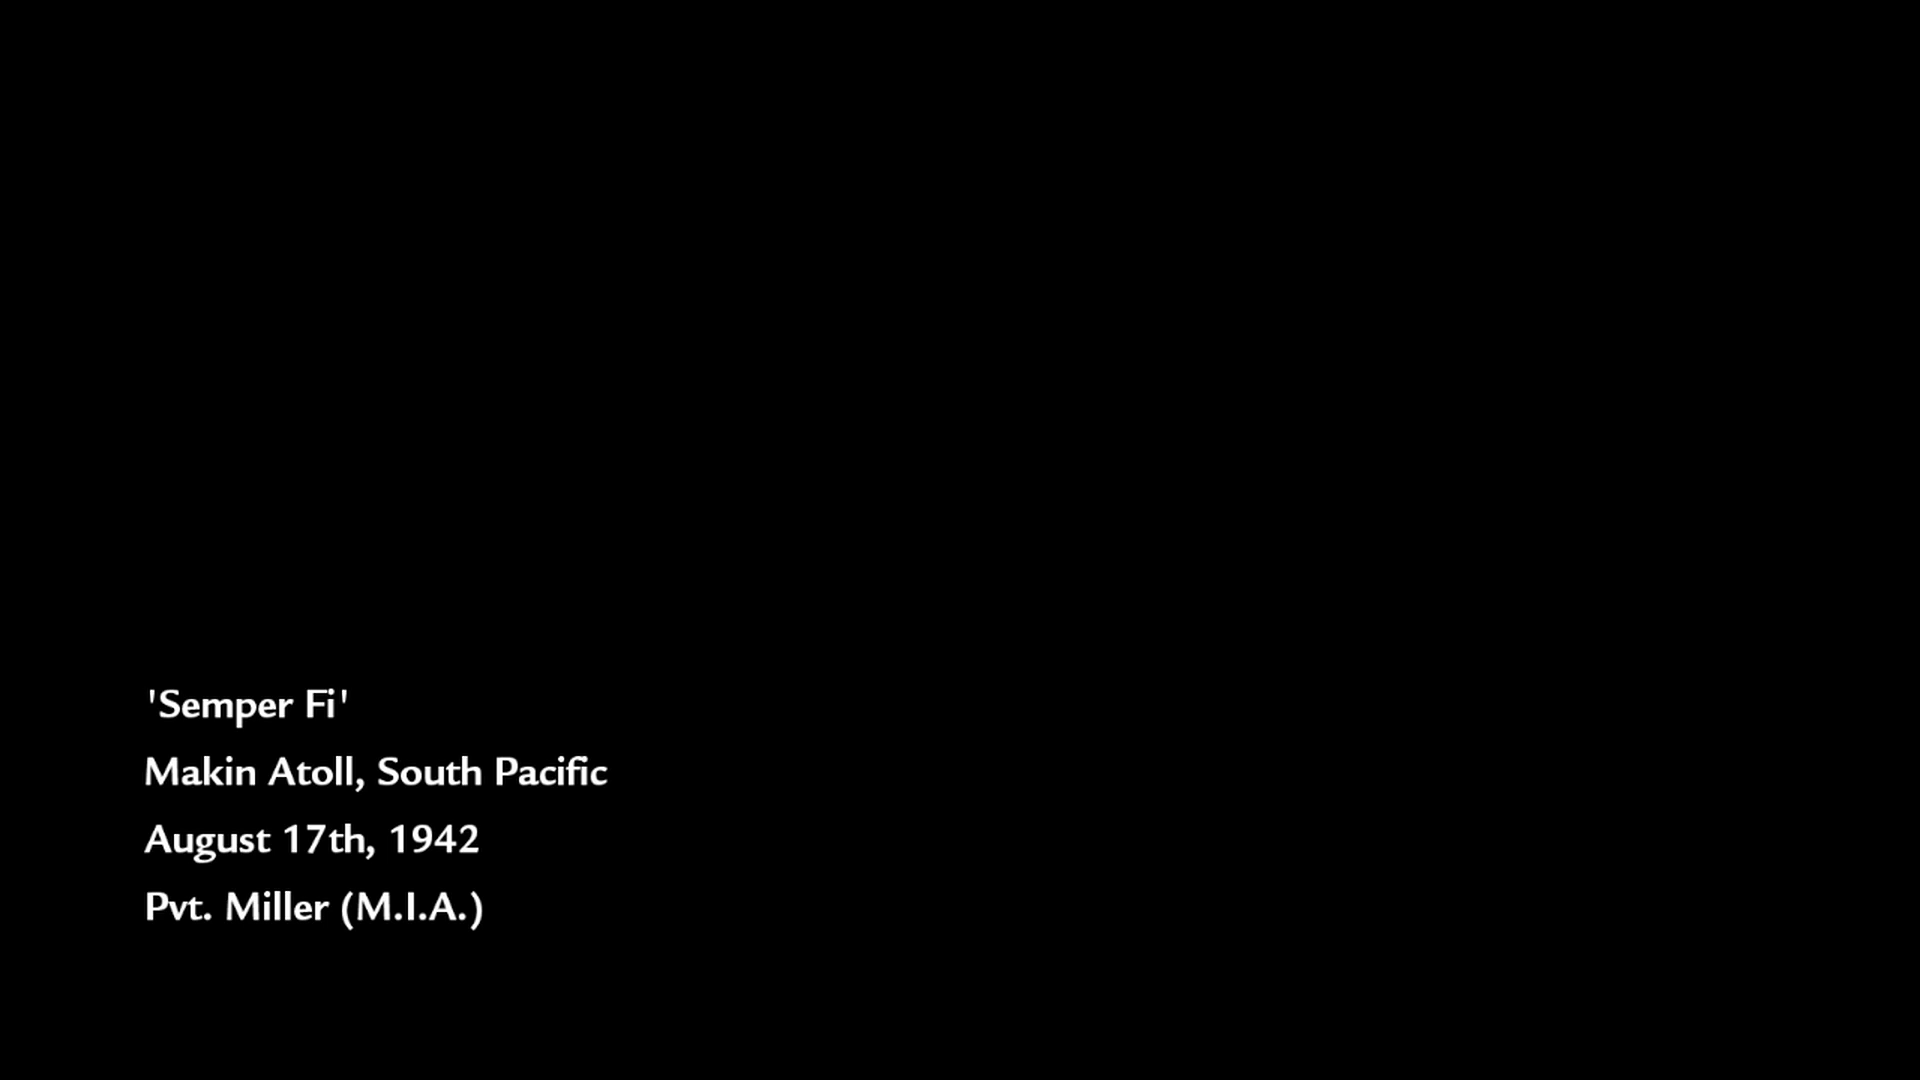 'Semper Fi'
Makin Atoll, South Pacific
August 17th, 1942
Pvt. Miller (M.I.A.)